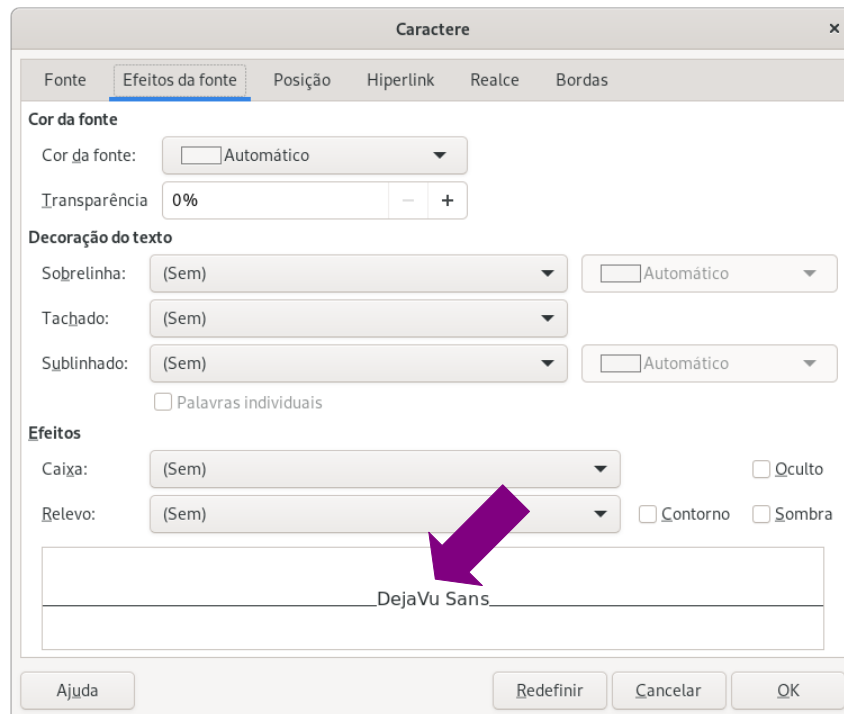 Caractere ×
Fonte Efeitos da fonte Posição Hiperlink Realce Bordas
Cor da fonte
Cor da fonte: Automático
Transparência 0% − +
Decoração do texto
Sobrelinha: (Sem) Automático
Tachado: (Sem)
Sublinhado: (Sem) Automático
Palavras individuais
Efeitos
Caixa: (Sem) Oculto
Relevo: (Sem) Contorno Sombra
DejaVu Sans
Ajuda Redefinir Cancelar OK